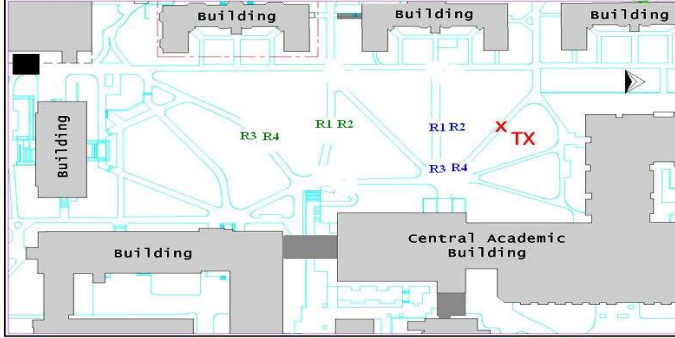 Building
Building
Building
Building
R3 R4
R1 R2
R1 R2
X
TX
R3 R4
Building
Central Academic
Building